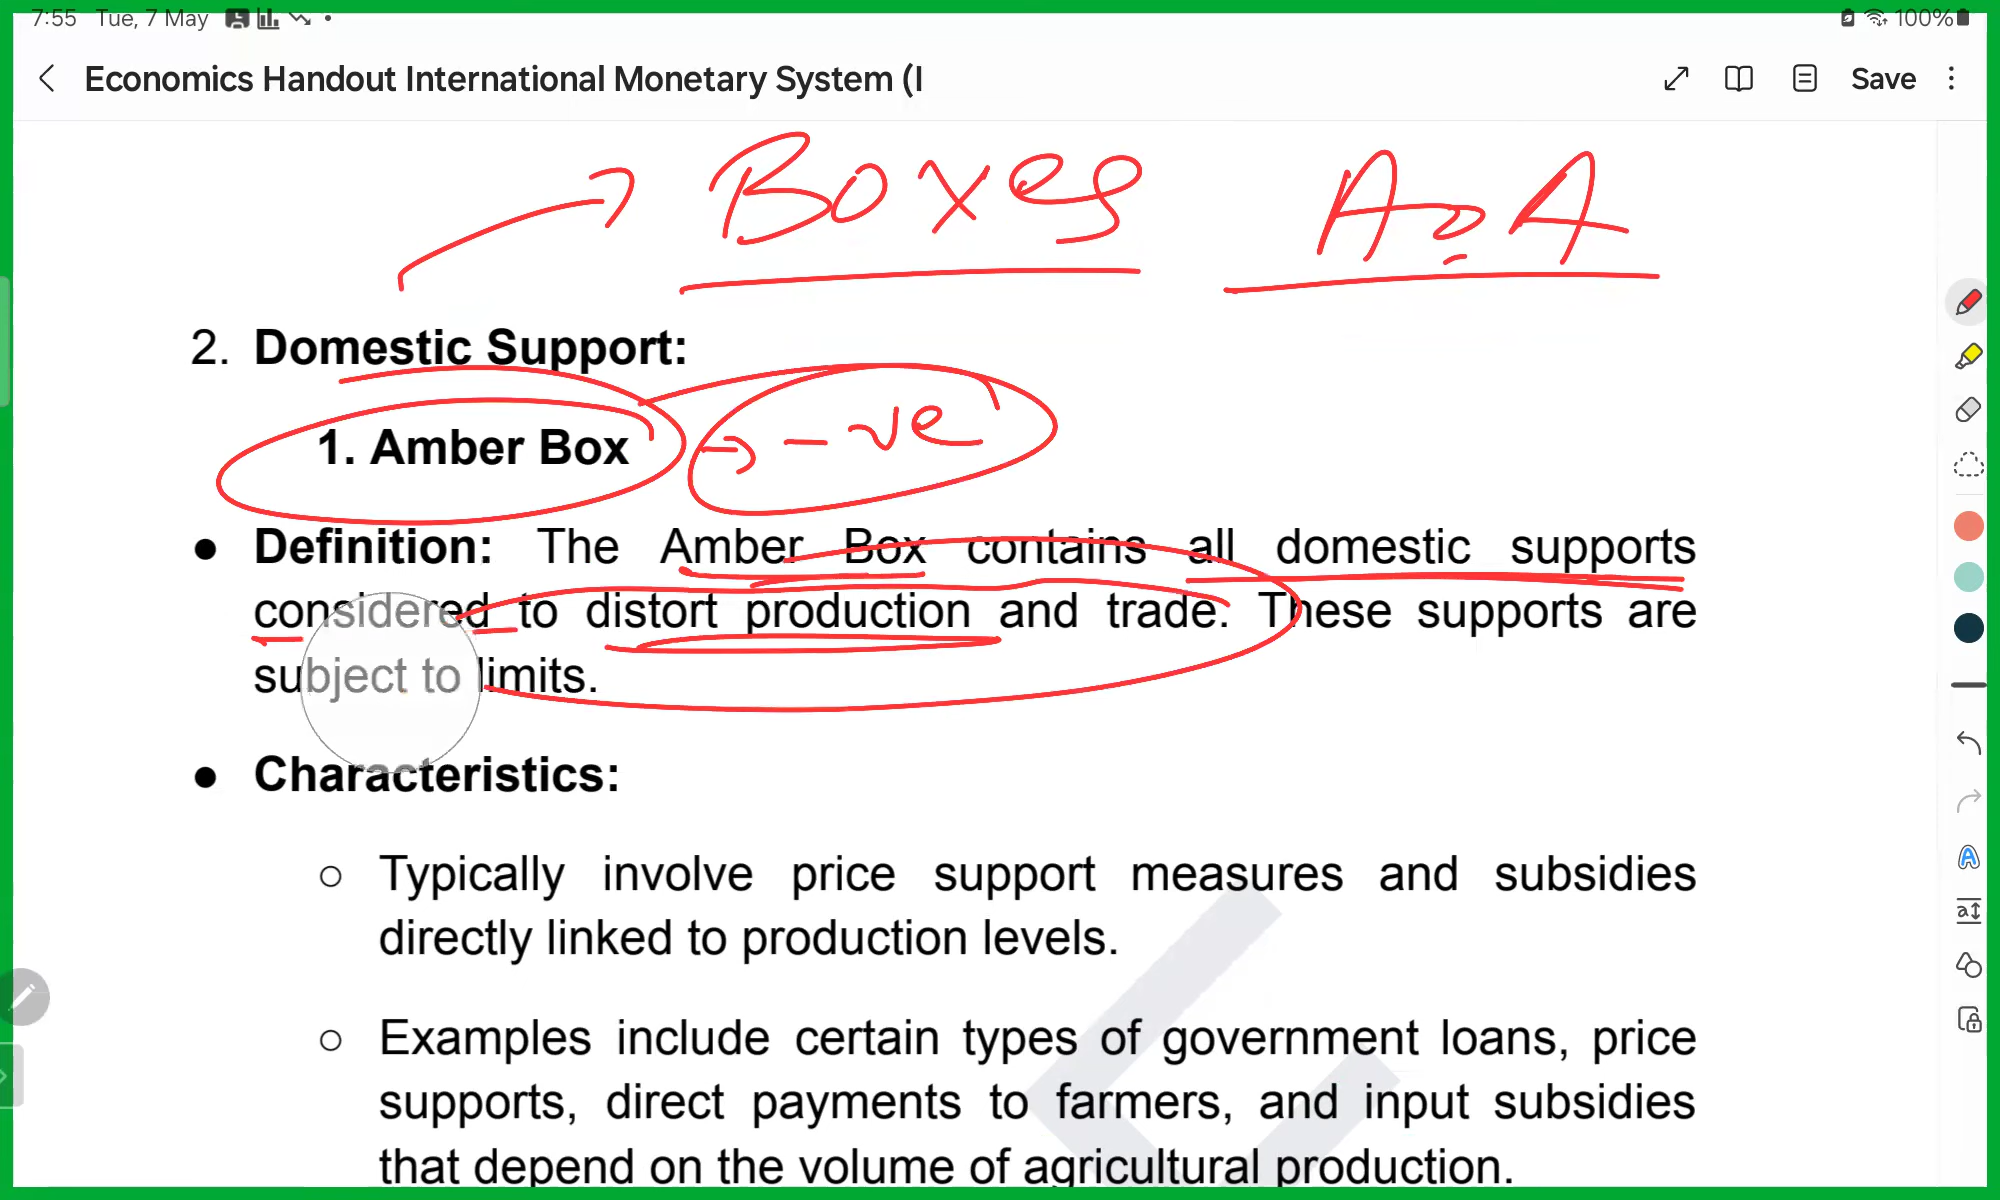 7:55 Tue, 7 May 100%
Economics Handout International Monetary System (I
Save
Boxes AoA
2. Domestic Support:
1. Amber Box → -ve
● Definition: The Amber Box contains all domestic supports
considered to distort production and trade. These supports are
subject to limits.
● Characteristics:
○ Typically involve price support measures and subsidies
directly linked to production levels.
○ Examples include certain types of government loans, price
supports, direct payments to farmers, and input subsidies
that depend on the volume of agricultural production.